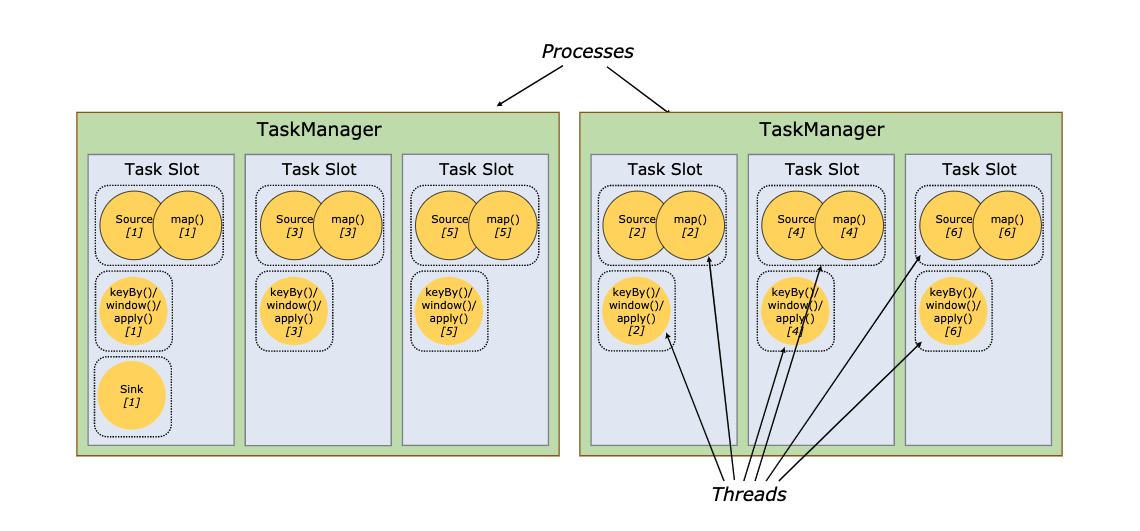 Processes
TaskManager
Task Slot
Source
[1]
map()
[1]
keyBy()/
window()/
apply()
[1]
Sink
[1]
Task Slot
Source
[3]
map()
[3]
keyBy()/
window()/
apply()
[3]
Task Slot
Source
[5]
map()
[5]
keyBy()/
window()/
apply()
[5]
TaskManager
Task Slot
Source
[2]
map()
[2]
keyBy()/
window()/
apply()
[2]
Task Slot
Source
[4]
map()
[4]
keyBy()/
window()/
apply()
[4]
Task Slot
Source
[6]
map()
[6]
keyBy()/
window()/
apply()
[6]
Threads